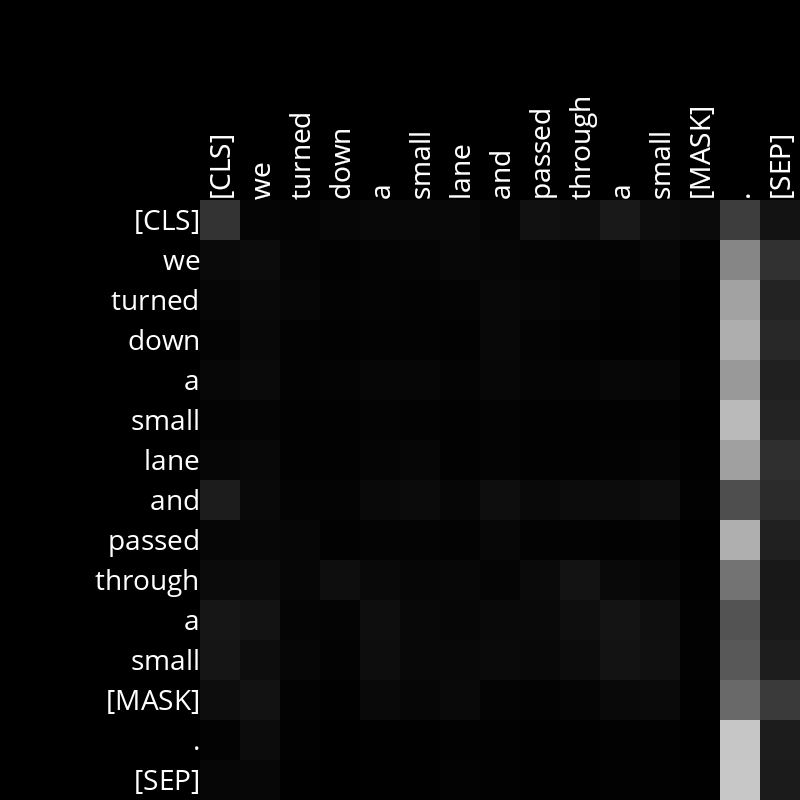 [CLS] we turned down a small lane and passed through a small [MASK] . [SEP]
[CLS]
we
turned
down
a
small
lane
and
passed
through
a
small
[MASK]
.
[SEP]